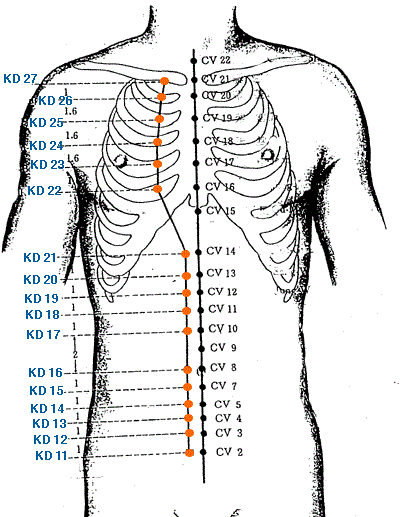 CV 22
KD 27
CV 21
1
KD 26
CV 20
1.6
KD 25
CV 19
1.6
KD 24
CV 18
1.6
KD 23
CV 17
KD 22
CV 16
CV 15
KD 21
CV 14
KD 20
CV 13
1
KD 19
CV 12
1
KD 18
CV 11
1
KD 17
CV 10
1
CV 9
2
1
KD 16
CV 8
1
KD 15
CV 7
1
KD 14
CV 5
1
KD 13
CV 4
1
KD 12
CV 3
1
KD 11
CV 2